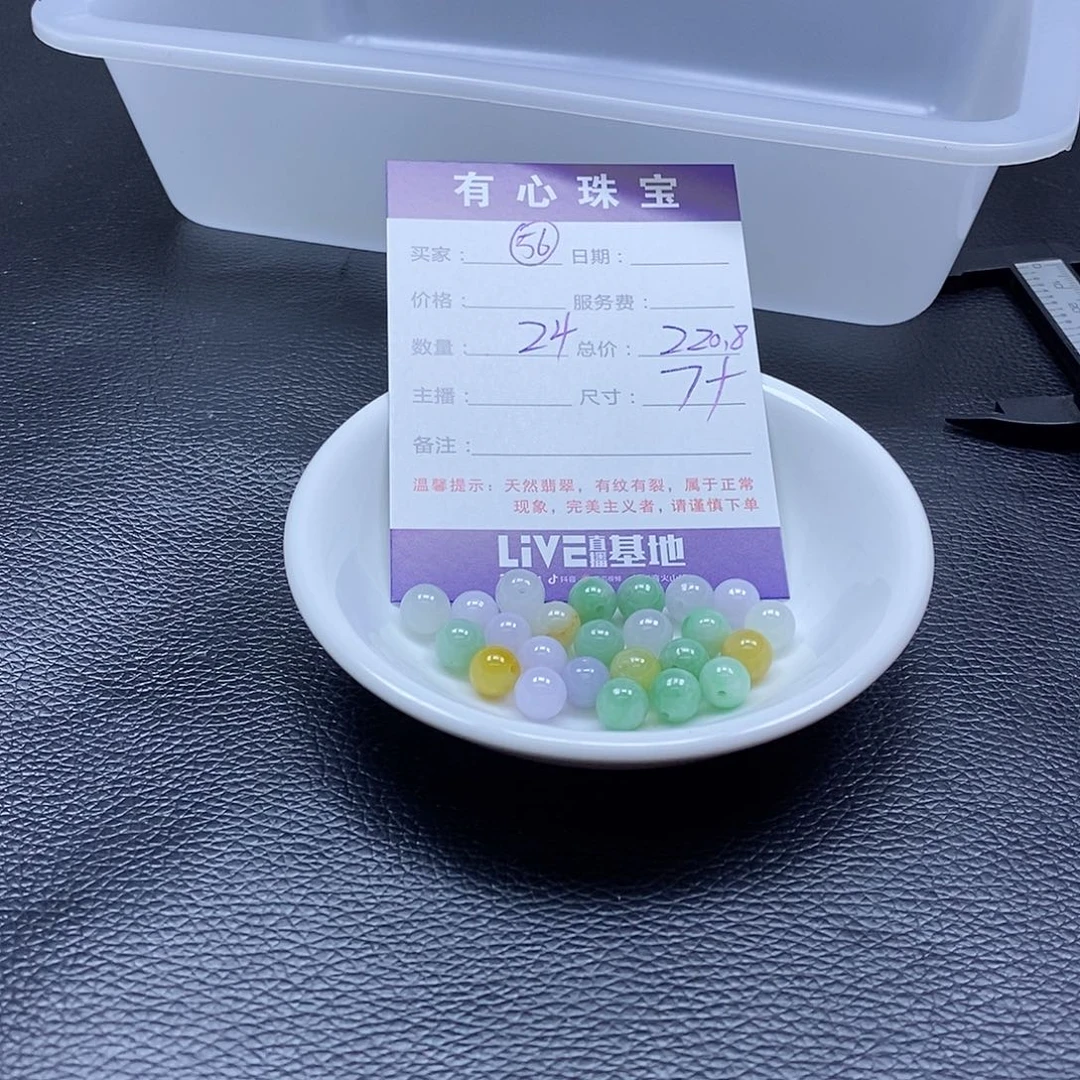 有心珠宝
买家： 56 日期：
价格： 服务费：
数量： 24 总价： 220.8
主播： 尺寸： 7+
备注：
温馨提示：天然翡翠，有纹有裂，属于正常
现象，完美主义者，请谨慎下单
LiVE直播基地
抖音